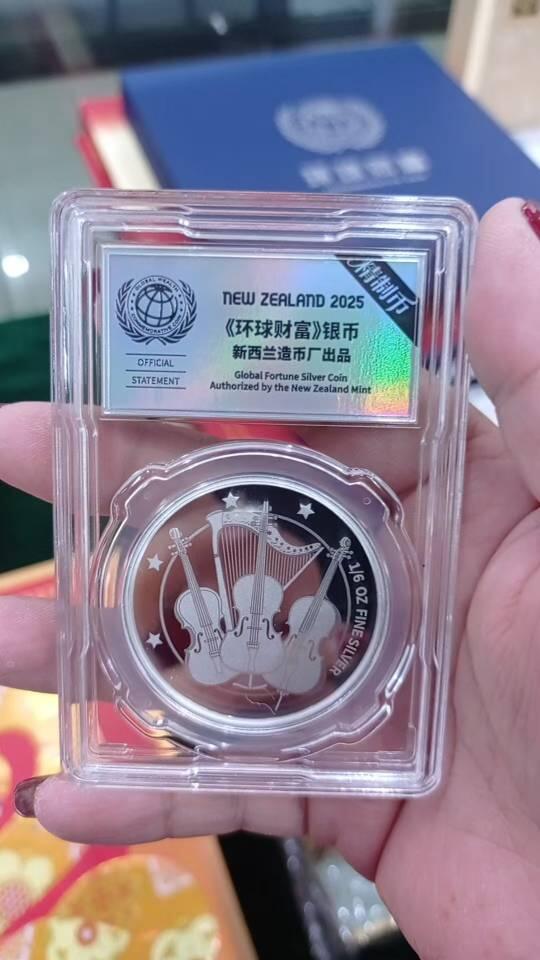 GLOBAL WEALTH
COMMEMORATIVE COIN
OFFICIAL
STATEMENT
NEW ZEALAND 2025
《环球财富》银币
新西兰造币厂出品
Global Fortune Silver Coin
Authorized by the New Zealand Mint
精制币
1/6 OZ FINE SILVER